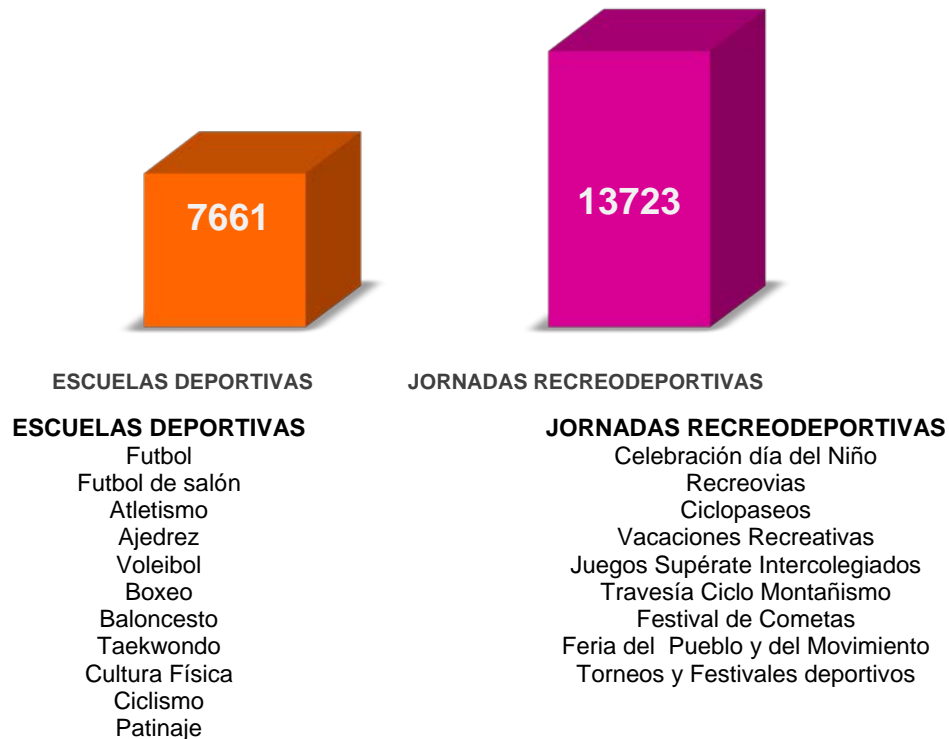 7661
13723
ESCUELAS DEPORTIVAS
JORNADAS RECREODEPORTIVAS
ESCUELAS DEPORTIVAS
Futbol
Futbol de salón
Atletismo
Ajedrez
Voleibol
Boxeo
Baloncesto
Taekwondo
Cultura Física
Ciclismo
Patinaje
JORNADAS RECREODEPORTIVAS
Celebración día del Niño
Recreovias
Ciclopaseos
Vacaciones Recreativas
Juegos Supérate Intercolegiados
Travesía Ciclo Montañismo
Festival de Cometas
Feria del  Pueblo y del Movimiento
Torneos y Festivales deportivos